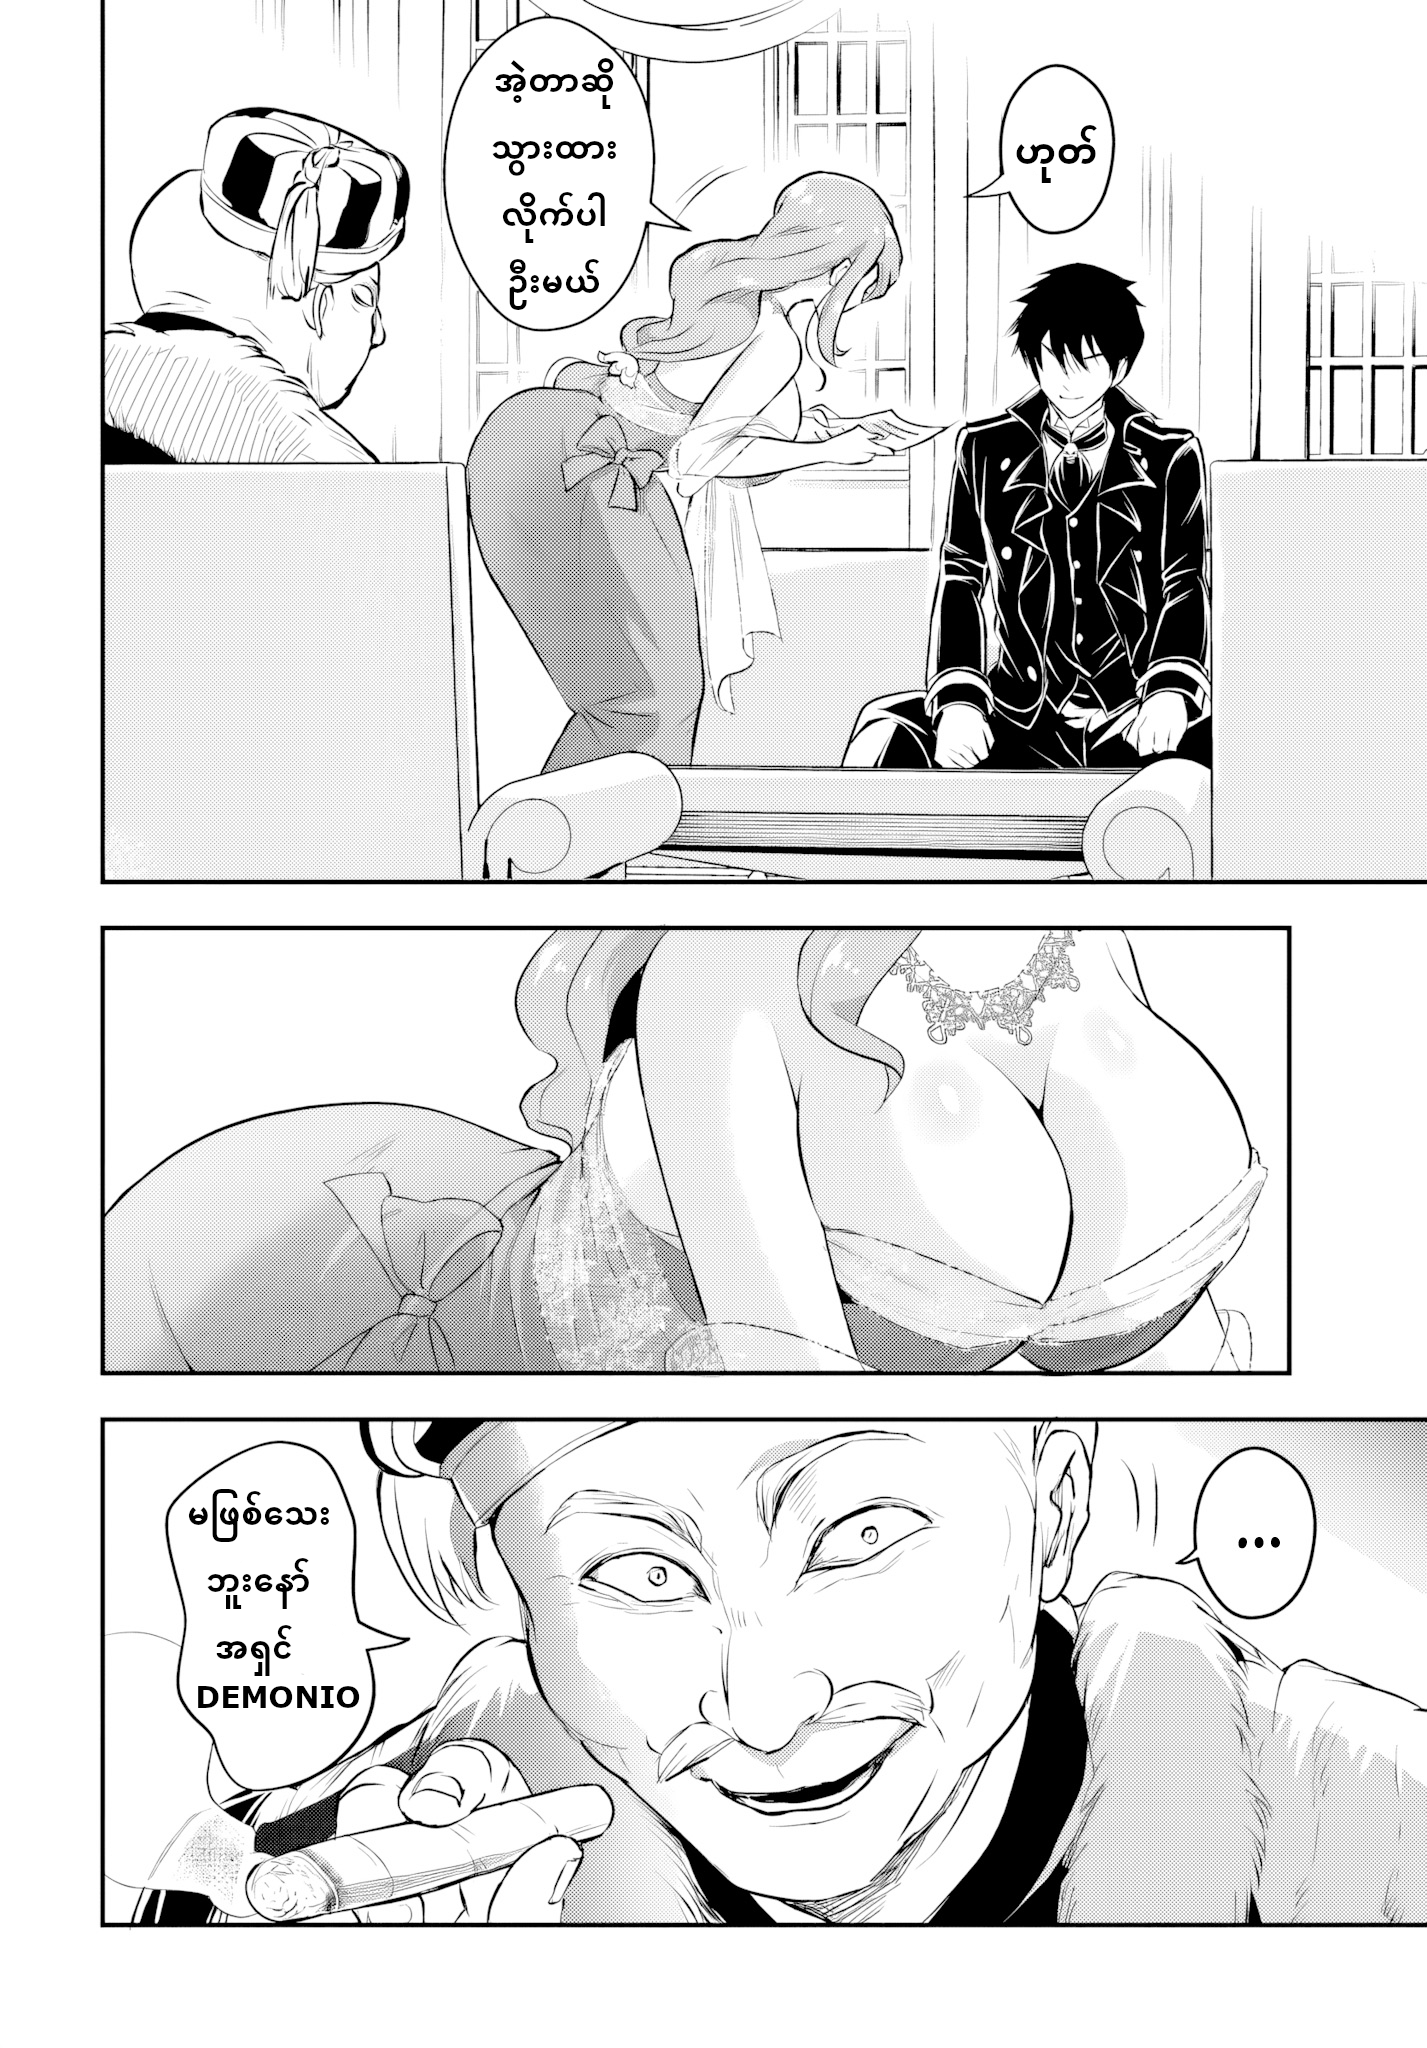 ဟုတ်
အဲ့တာဆို
သွားထား
လိုက်ပါ
ဦးမယ်
...
မဖြစ်သေး
ဘူးနော်
အရှင်
DEMONIO